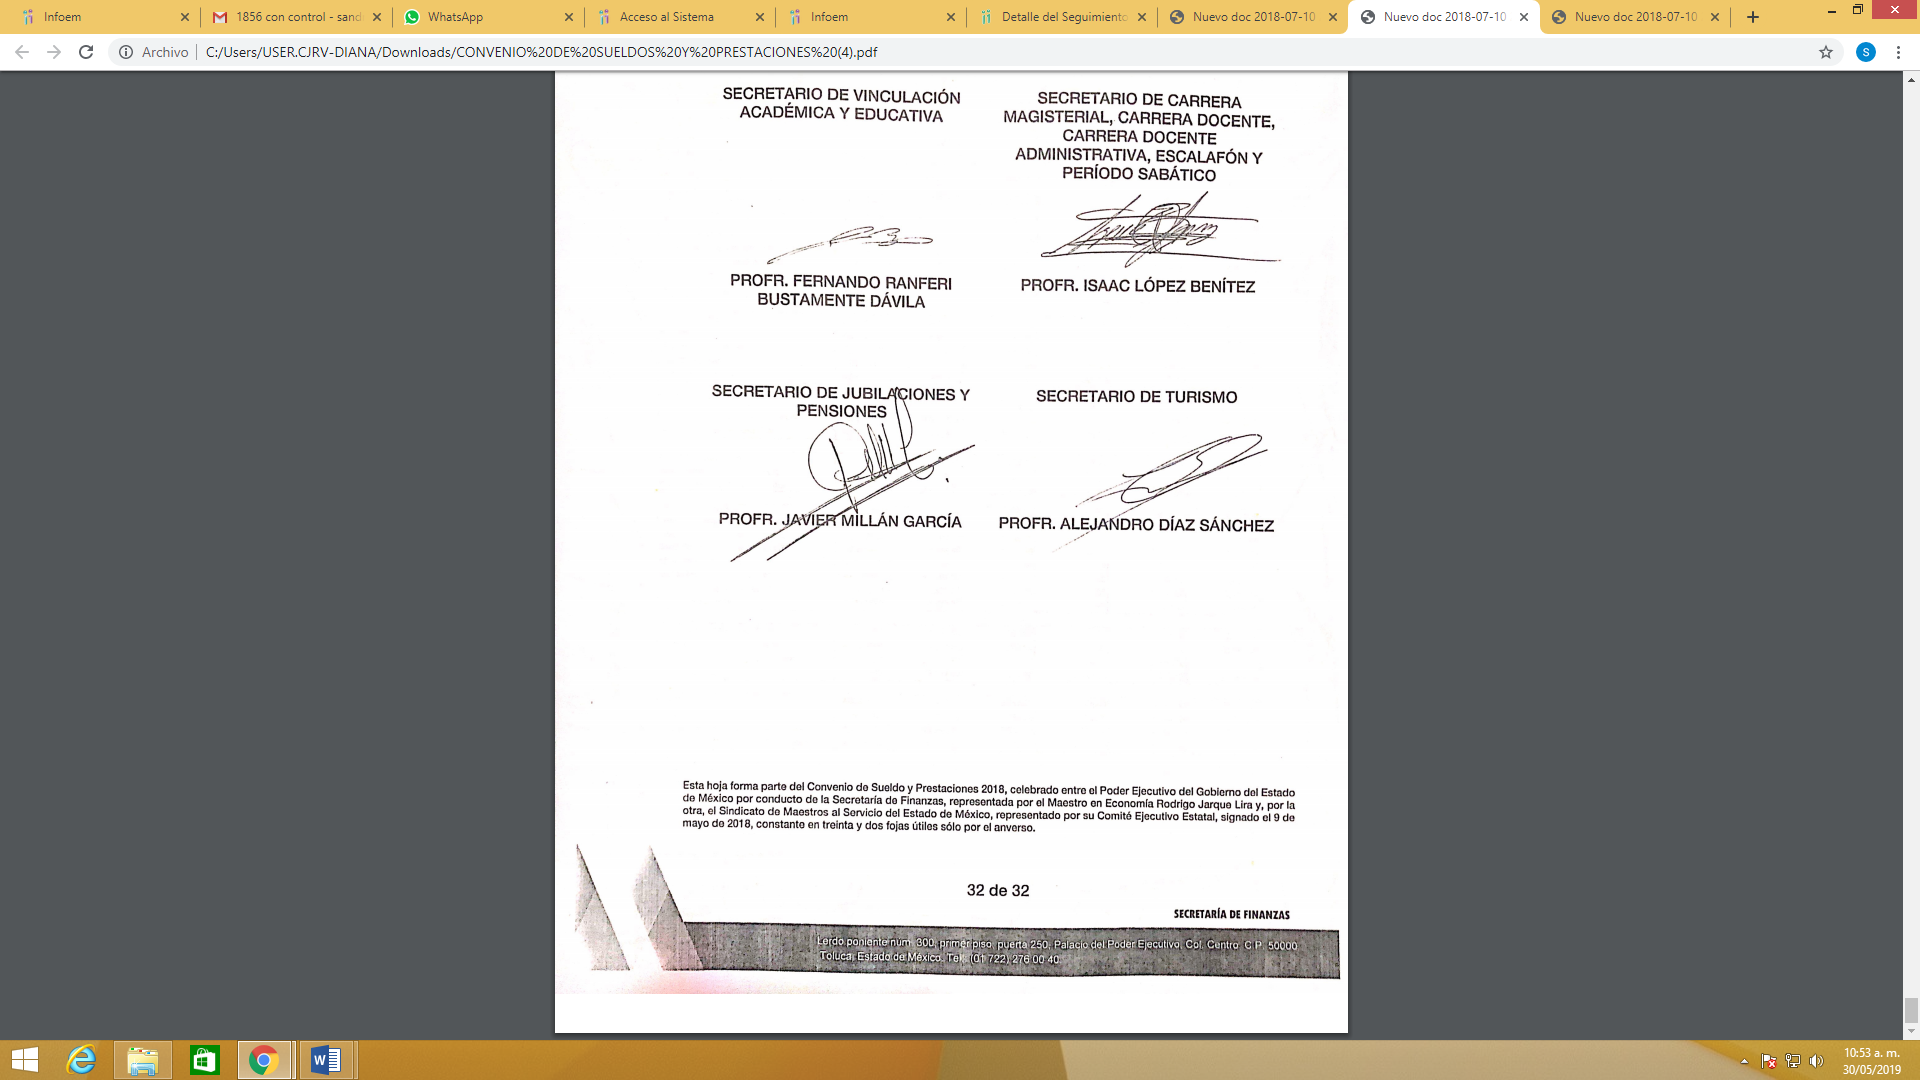 Infoem
1856 con control - sand
WhatsApp
Acceso al Sistema
Infoem
Detalle del Seguimiento
Nuevo doc 2018-07-10
Nuevo doc 2018-07-10
Nuevo doc 2018-07-10
Archivo
C:/Users/USER.CJRV-DIANA/Downloads/CONVENIO%20DE%20SUELDOS%20Y%20PRESTACIONES%20(4).pdf
S
SECRETARIO DE VINCULACIÓN
ACADÉMICA Y EDUCATIVA
SECRETARIO DE CARRERA
MAGISTERIAL, CARRERA DOCENTE,
CARRERA DOCENTE
ADMINISTRATIVA, ESCALAFÓN Y
PERÍODO SABÁTICO
PROFR. FERNANDO RANFERI
BUSTAMENTE DÁVILA
PROFR. ISAAC LÓPEZ BENÍTEZ
SECRETARIO DE JUBILACIONES Y
PENSIONES
SECRETARIO DE TURISMO
PROFR. JAVIER MILLÁN GARCÍA
PROFR. ALEJANDRO DÍAZ SÁNCHEZ
Esta hoja forma parte del Convenio de Sueldo y Prestaciones 2018, celebrado entre el Poder Ejecutivo del Gobierno del Estado
de México por conducto de la Secretaría de Finanzas, representada por el Maestro en Economía Rodrigo Jarque Lira y, por la
otra, el Sindicato de Maestros al Servicio del Estado de México, representado por su Comité Ejecutivo Estatal, signado el 9 de
mayo de 2018, constante en treinta y dos fojas útiles sólo por el anverso.
32 de 32
SECRETARÍA DE FINANZAS
Lerdo poniente núm. 300, primer piso, puerta 250, Palacio del Poder Ejecutivo, Col. Centro C.P. 50000
Toluca, Estado de México. Tel.: (01 722) 276 00 40.
10:53 a. m.
30/05/2019